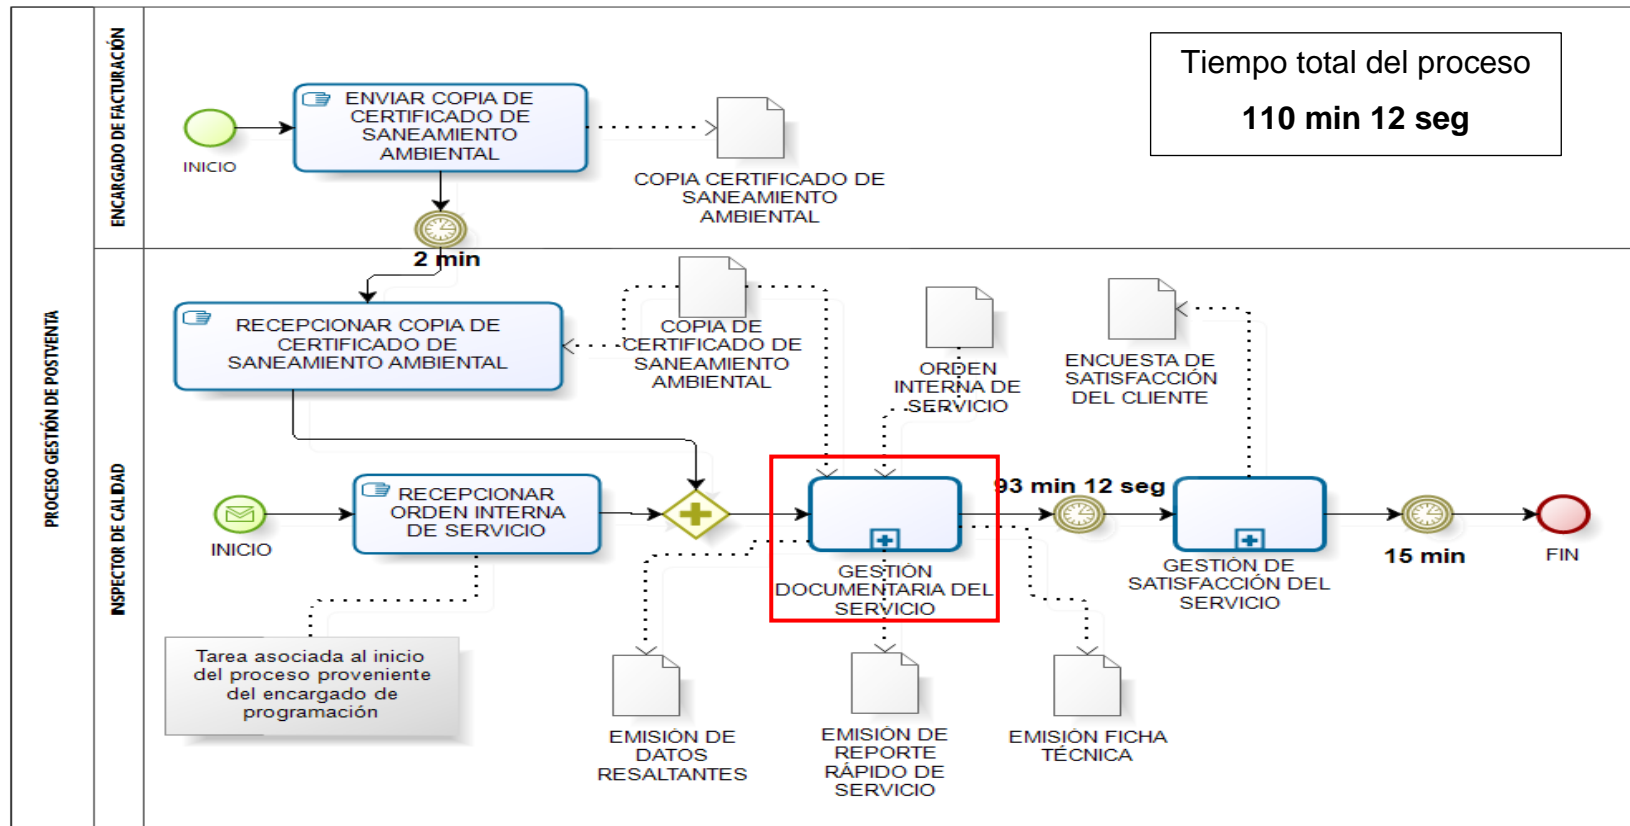 PROCESO GESTIÓN DE POSTVENTA
ENCARGADO DE FACTURACIÓN
INICIO
ENVIAR COPIA DE
CERTIFICADO DE
SANEAMIENTO
AMBIENTAL
COPIA CERTIFICADO DE
SANEAMIENTO
AMBIENTAL
Tiempo total del proceso
110 min 12 seg
2 min
INSPECTOR DE CALIDAD
RECEPCIONAR COPIA DE
CERTIFICADO DE
SANEAMIENTO AMBIENTAL
COPIA DE
CERTIFICADO DE
SANEAMIENTO
AMBIENTAL
ORDEN
INTERNA DE
SERVICIO
ENCUESTA DE
SATISFACCIÓN
DEL CLIENTE
INICIO
RECEPCIONAR
ORDEN INTERNA
DE SERVICIO
GESTIÓN
DOCUMENTARIA DEL
SERVICIO
93 min 12 seg
GESTIÓN DE
SATISFACCIÓN DEL
SERVICIO
15 min
FIN
Tarea asociada al inicio
del proceso proveniente
del encargado de
programación
EMISIÓN DE
DATOS
RESALTANTES
EMISIÓN DE
REPORTE
RÁPIDO DE
SERVICIO
EMISIÓN FICHA
TÉCNICA